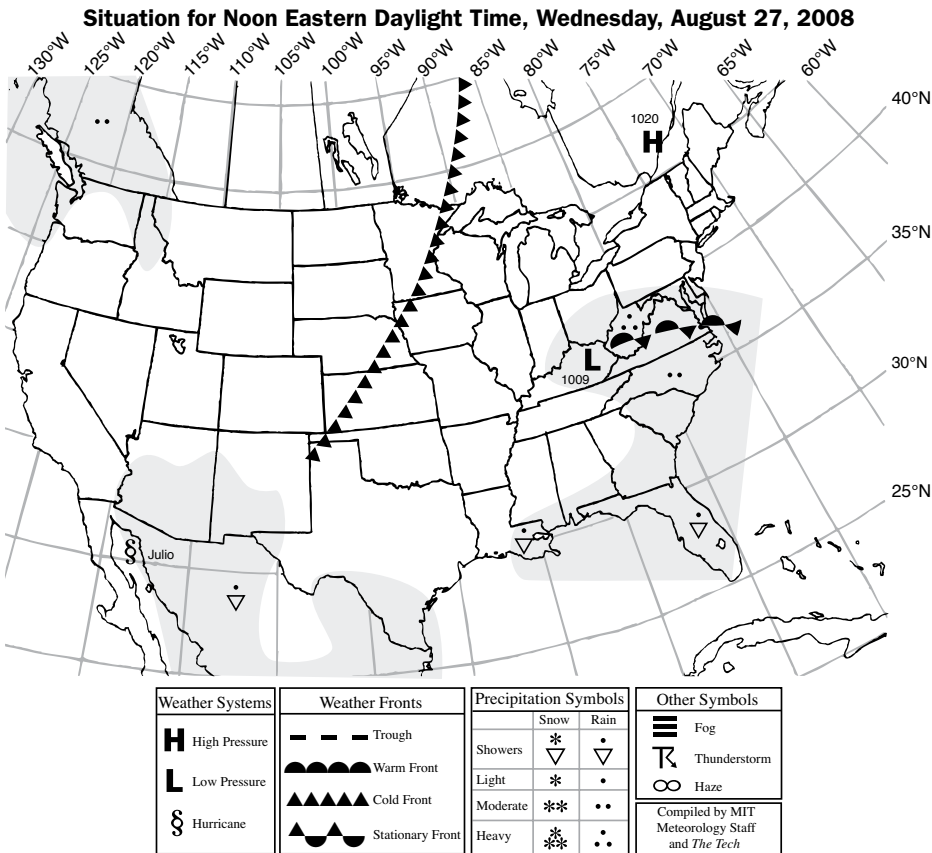 Situation for Noon Eastern Daylight Time, Wednesday, August 27, 2008
130°W 125°W 120°W 115°W 110°W 105°W 100°W 95°W 90°W 85°W 80°W 75°W 70°W 65°W 60°W
40°N
1020
H
35°N
30°N
L
1009
25°N
§ Julio
Weather Systems
H High Pressure
L Low Pressure
§ Hurricane
Weather Fronts
Trough
Warm Front
Cold Front
Stationary Front
Precipitation Symbols
Snow Rain
Showers
Light
Moderate
Heavy
Other Symbols
Fog
Thunderstorm
Haze
Compiled by MIT
Meteorology Staff
and The Tech